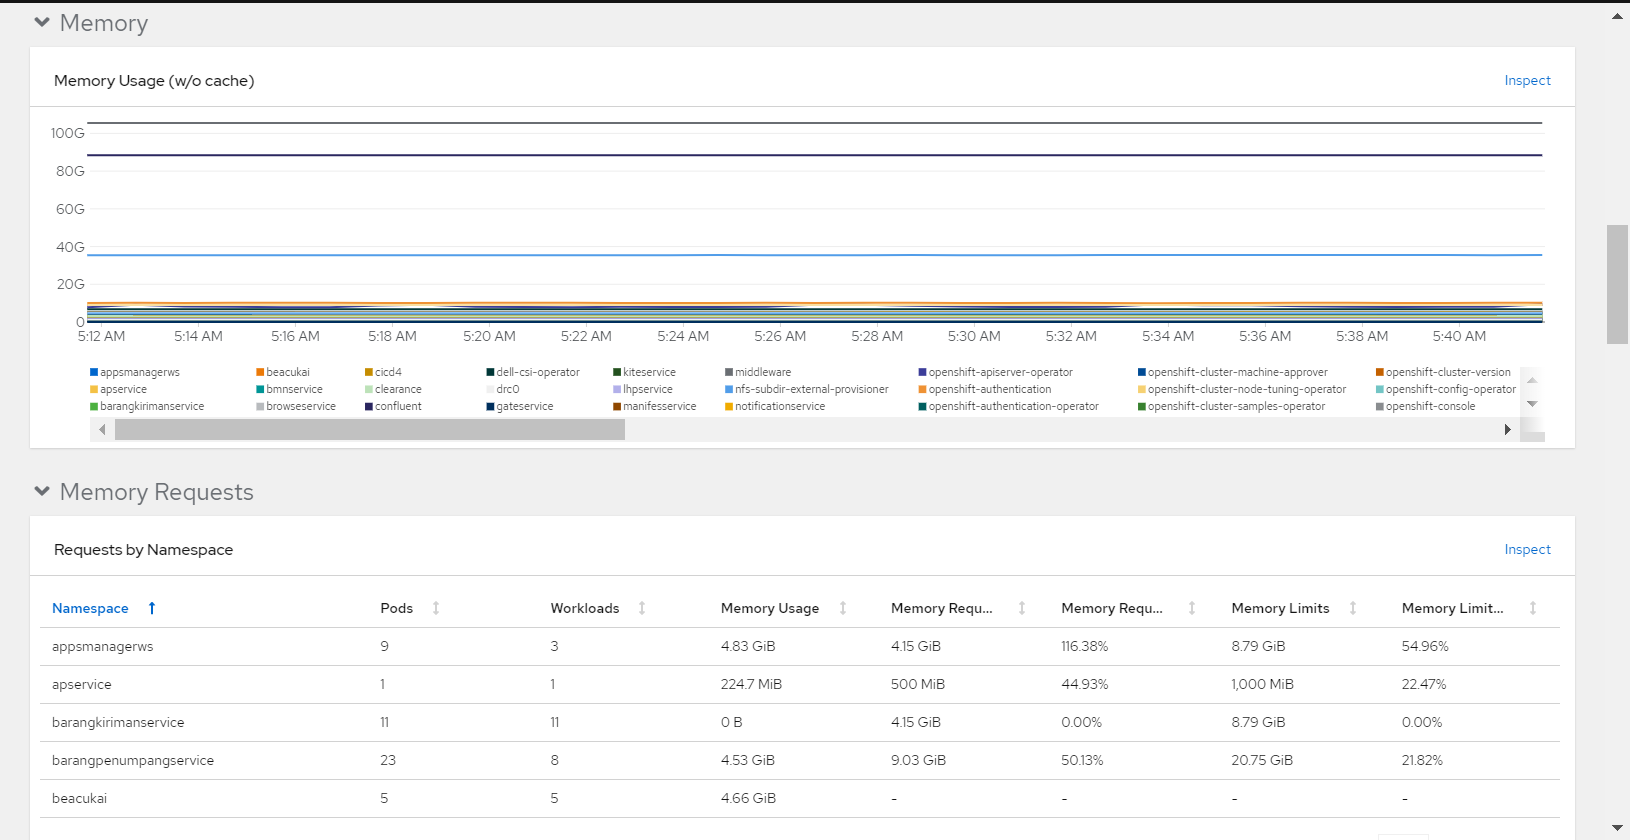 Memory
Memory Usage (w/o cache)
Inspect
100G
80G
60G
40G
20G
0
5:12 AM 5:14 AM 5:16 AM 5:18 AM 5:20 AM 5:22 AM 5:24 AM 5:26 AM 5:28 AM 5:30 AM 5:32 AM 5:34 AM 5:36 AM 5:38 AM 5:40 AM
appsmanagerws beacukai cicd4 dell-csi-operator kiteservice middleware openshift-apiserver-operator openshift-cluster-machine-approver openshift-cluster-version
apservice bmnservice clearance drc0 lhpservice nfs-subdir-external-provisioner openshift-authentication openshift-cluster-node-tuning-operator openshift-config-operator
barangkirimanservice browseservice confluent gateservice manifesservice notificationservice openshift-authentication-operator openshift-cluster-samples-operator openshift-console
Memory Requests
Requests by Namespace
Inspect
Namespace Pods Workloads Memory Usage Memory Requ... Memory Requ... Memory Limits Memory Limit...
appsmanagerws 9 3 4.83 GiB 4.15 GiB 116.38% 8.79 GiB 54.96%
apservice 1 1 224.7 MiB 500 MiB 44.93% 1,000 MiB 22.47%
barangkirimanservice 11 11 0 B 4.15 GiB 0.00% 8.79 GiB 0.00%
barangpenumpangservice 23 8 4.53 GiB 9.03 GiB 50.13% 20.75 GiB 21.82%
beacukai 5 5 4.66 GiB - - - -